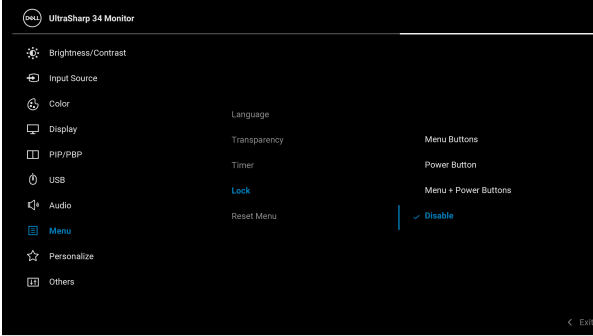 DELL UltraSharp 34 Monitor
Brightness/Contrast
Input Source
Color
Display
PIP/PBP
USB
Audio
Menu
Personalize
Others
Language
Transparency
Timer
Lock
Reset Menu
Menu Buttons
Power Button
Menu + Power Buttons
Disable
Exit